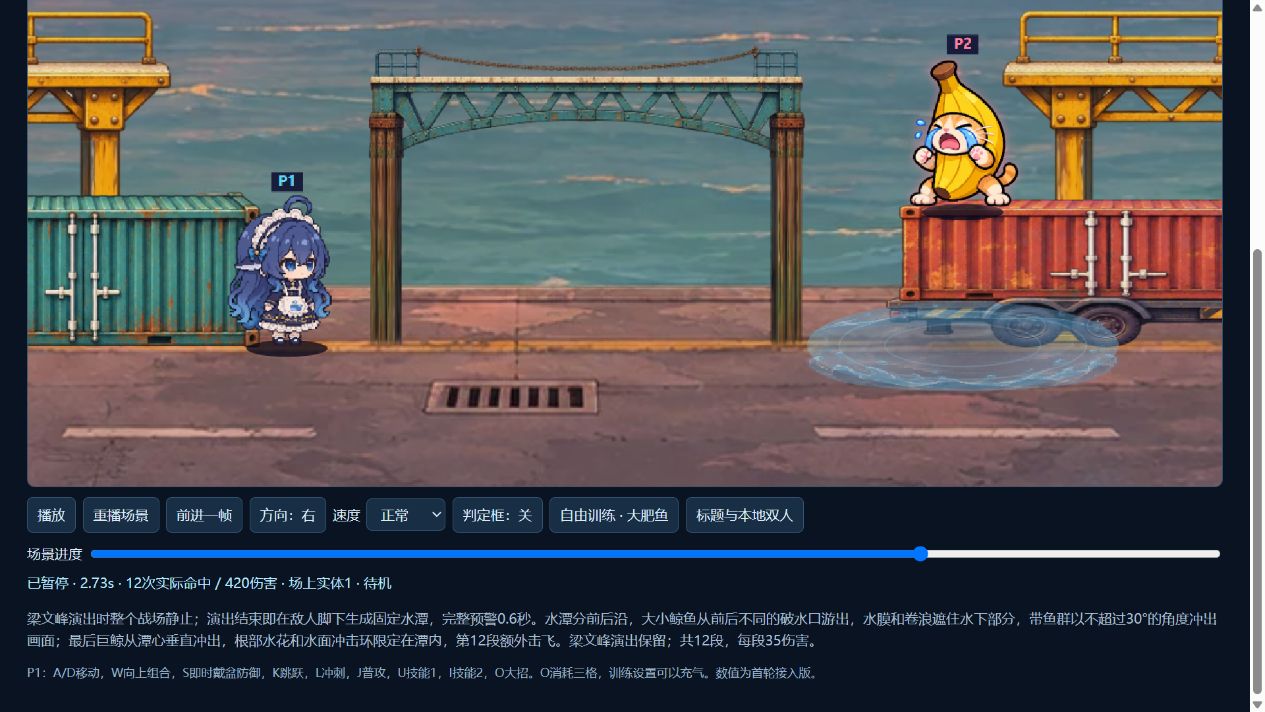 P2
P1
播放 重播场景 前进一帧 方向：右 速度 正常 判定框：关 自由训练 · 大肥鱼 标题与本地双人
场景进度
已暂停 · 2.73s · 12次实际命中 / 420伤害 · 场上实体1 · 待机
梁文峰演出时整个战场静止；演出结束即在敌人脚下生成固定水潭，完整预警0.6秒。水潭分前后沿，大小鲸鱼从前后不同的破水口游出，水膜和卷浪遮住水下部分，带鱼群以不超过30°的角度冲出
画面；最后巨鲸从潭心垂直冲出，根部水花和水面冲击环限定在潭内，第12段额外击飞。梁文峰演出保留；共12段，每段35伤害。
P1：A/D移动，W向上组合，S即时戴盆防御，K跳跃，L冲刺，J普攻，U技能1，I技能2，O大招。O消耗三格，训练设置可以充气。数值为首轮接入版。